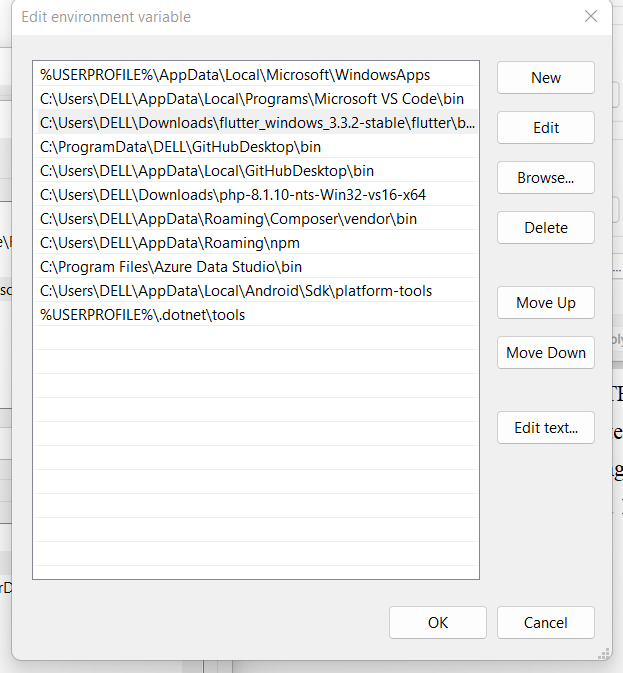 Edit environment variable
%USERPROFILE%\AppData\Local\Microsoft\WindowsApps
C:\Users\DELL\AppData\Local\Programs\Microsoft VS Code\bin
C:\Users\DELL\Downloads\flutter_windows_3.3.2-stable\flutter\b...
C:\ProgramData\DELL\GitHubDesktop\bin
C:\Users\DELL\AppData\Local\GitHubDesktop\bin
C:\Users\DELL\Downloads\php-8.1.10-nts-Win32-vs16-x64
C:\Users\DELL\AppData\Roaming\Composer\vendor\bin
C:\Users\DELL\AppData\Roaming\npm
C:\Program Files\Azure Data Studio\bin
C:\Users\DELL\AppData\Local\Android\Sdk\platform-tools
%USERPROFILE%\.dotnet\tools
New
Edit
Browse...
Delete
Move Up
Move Down
Edit text...
OK
Cancel